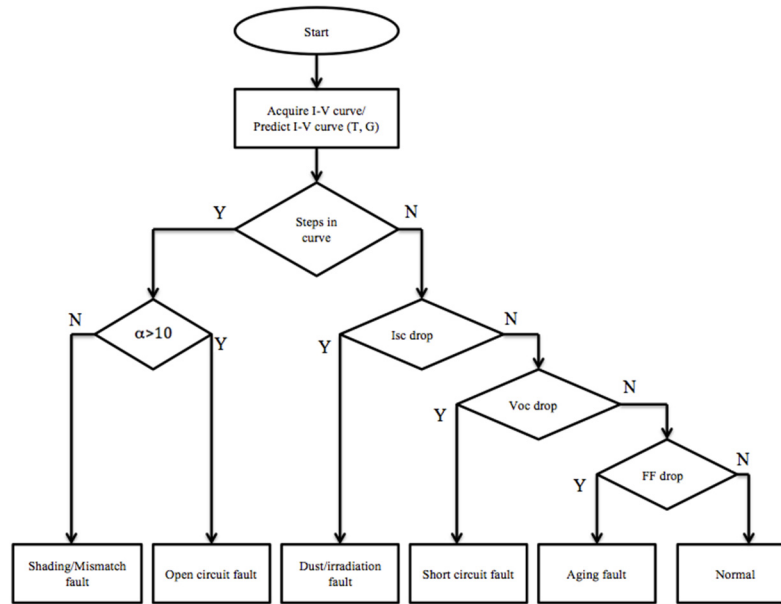 Start
Acquire I-V curve/
Predict I-V curve (T, G)
Y
Steps in
curve
N
N
α>10
Y
Y
Isc drop
N
Y
Voc drop
N
Y
FF drop
N
Shading/Mismatch
fault
Open circuit fault
Dust/irradiation
fault
Short circuit fault
Aging fault
Normal